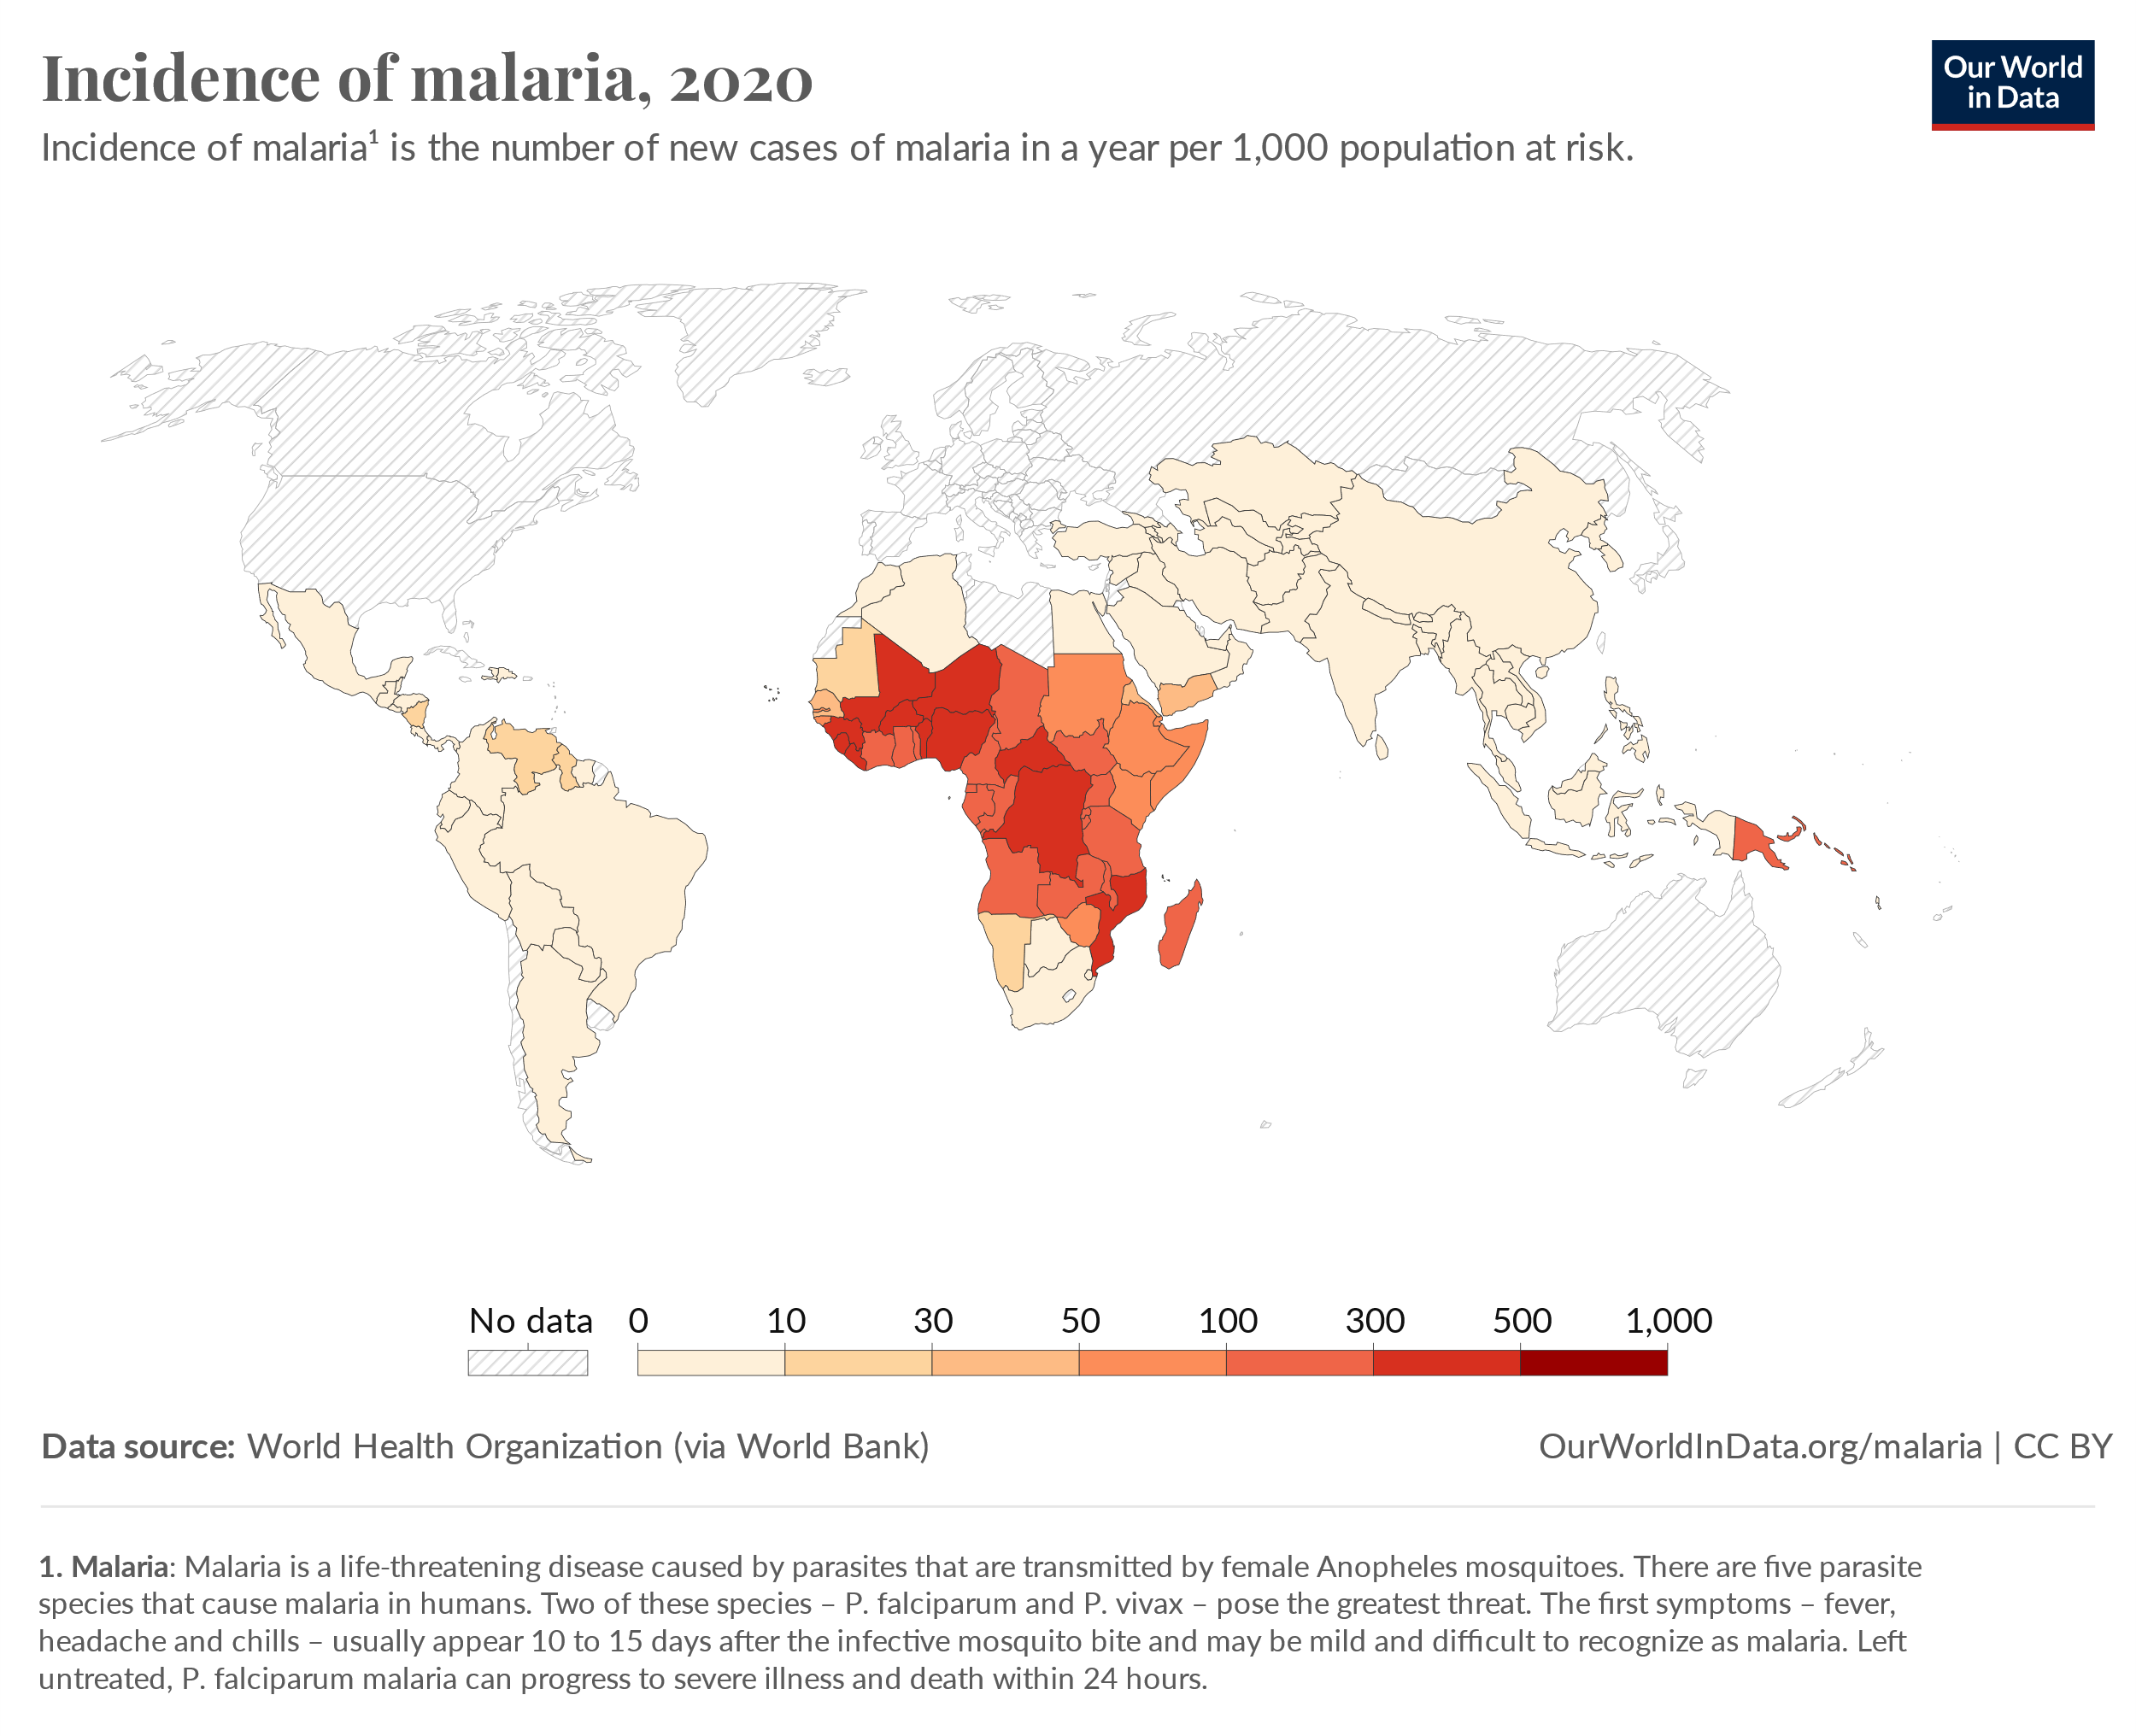 Incidence of malaria, 2020
Our World
in Data
Incidence of malaria¹ is the number of new cases of malaria in a year per 1,000 population at risk.
No data 0 10 30 50 100 300 500 1,000
Data source: World Health Organization (via World Bank)
OurWorldInData.org/malaria | CC BY
1. Malaria: Malaria is a life-threatening disease caused by parasites that are transmitted by female Anopheles mosquitoes. There are five parasite
species that cause malaria in humans. Two of these species – P. falciparum and P. vivax – pose the greatest threat. The first symptoms – fever,
headache and chills – usually appear 10 to 15 days after the infective mosquito bite and may be mild and difficult to recognize as malaria. Left
untreated, P. falciparum malaria can progress to severe illness and death within 24 hours.